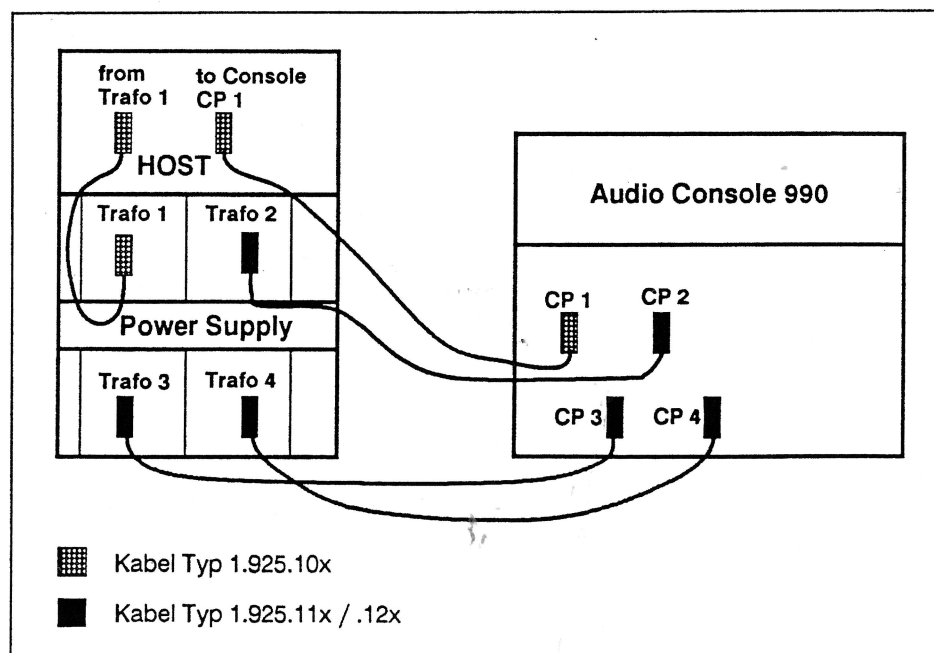 from
Trafo 1
to Console
CP 1
HOST
Trafo 1
Trafo 2
Power Supply
Trafo 3
Trafo 4
Audio Console 990
CP 1
CP 2
CP 3
CP 4
Kabel Typ 1.925.10x
Kabel Typ 1.925.11x / .12x